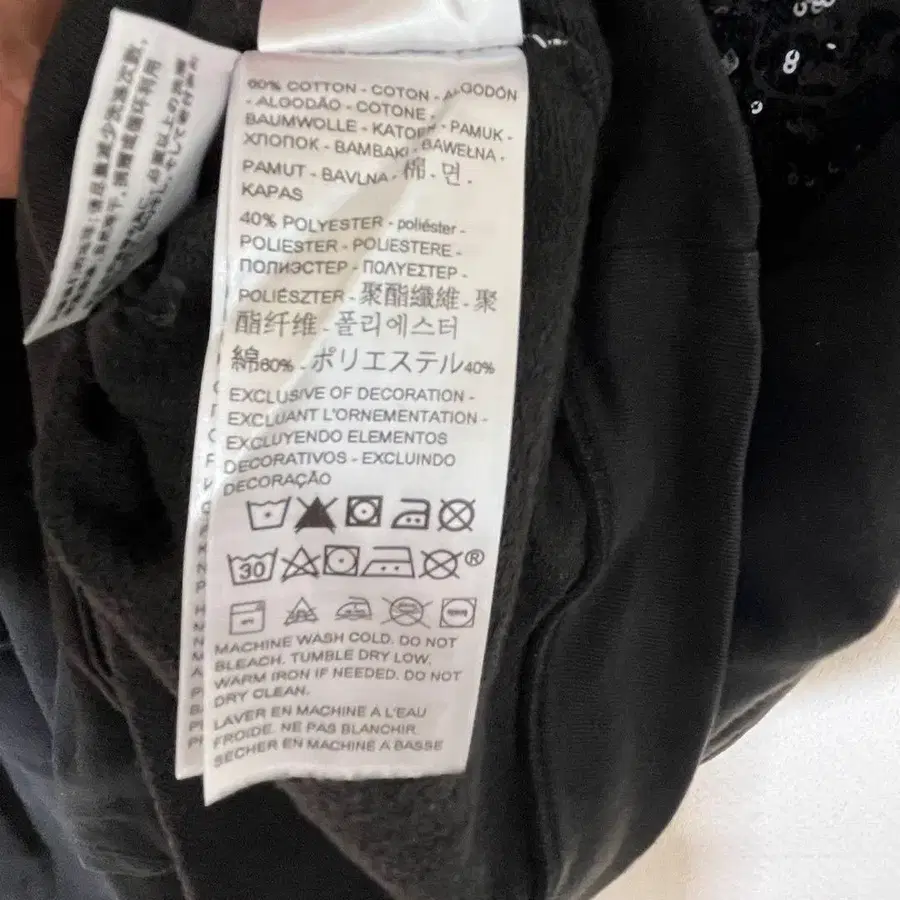 60% COTTON - COTON - ALGODÓN
- ALGODÃO - COTONE -
BAUMWOLLE - KATOEN - PAMUK -
ХЛОПОК - ΒΑΜΒΑΚΙ - BAWEŁNA -
PAMUT - BAVLNA - 棉 - 면 -
KAPAS
40% POLYESTER - poliéster -
POLIESTER - POLIESTERE -
ПОЛИЭСТЕР - ΠΟΛΥΕΣΤΕΡ -
POLIÉSZTER - 聚酯纖維 - 聚
酯纤维 - 폴리에스터
綿60% - ポリエステル40%
EXCLUSIVE OF DECORATION -
EXCLUANT L'ORNEMENTATION -
EXCLUYENDO ELEMENTOS
DECORATIVOS - EXCLUINDO
DECORAÇÃO
30 ®
MACHINE WASH COLD. DO NOT
BLEACH. TUMBLE DRY LOW.
WARM IRON IF NEEDED. DO NOT
DRY CLEAN.
LAVER EN MACHINE A L'EAU
FROIDE. NE PAS BLANCHIR.
SECHER EN MACHINE A BASSE